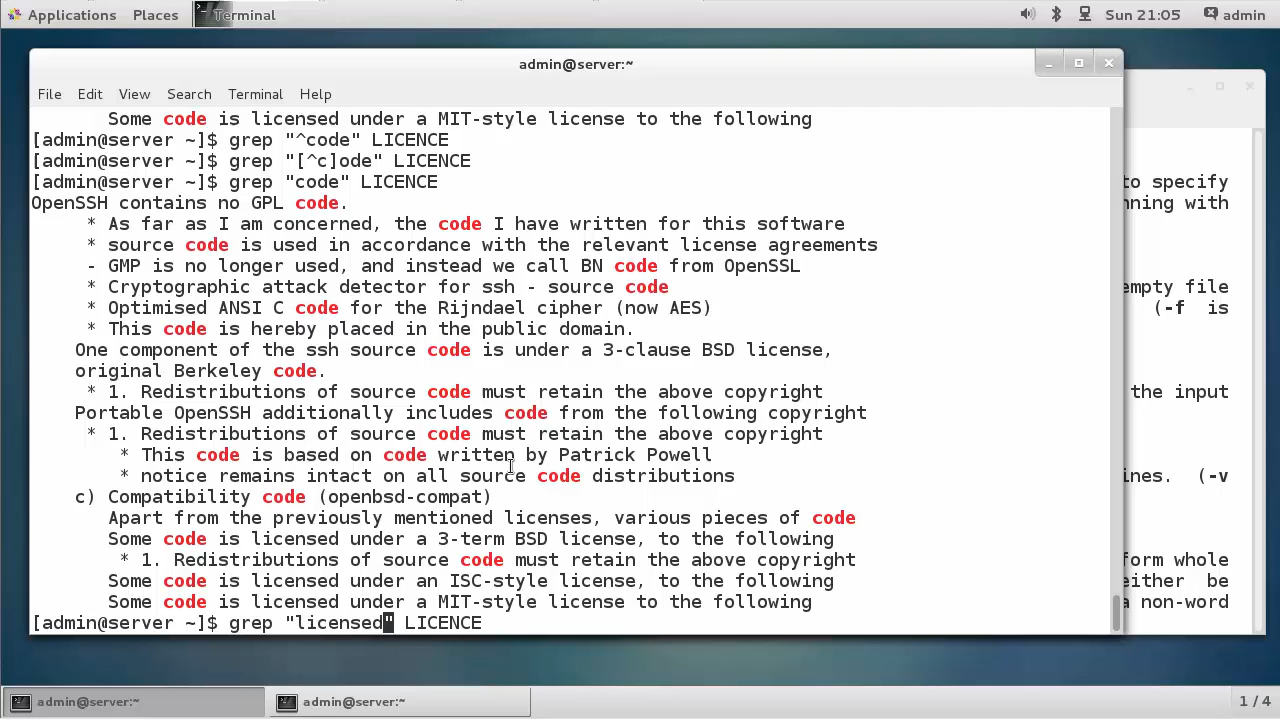 Applications Places Terminal Sun 21:05 admin
admin@server:~
File Edit View Search Terminal Help
Some code is licensed under a MIT-style license to the following
[admin@server ~]$ grep "^code" LICENCE
[admin@server ~]$ grep "[^c]ode" LICENCE
[admin@server ~]$ grep "code" LICENCE
OpenSSH contains no GPL code.
* As far as I am concerned, the code I have written for this software
* source code is used in accordance with the relevant license agreements
- GMP is no longer used, and instead we call BN code from OpenSSL
* Cryptographic attack detector for ssh - source code
* Optimised ANSI C code for the Rijndael cipher (now AES)
* This code is hereby placed in the public domain.
One component of the ssh source code is under a 3-clause BSD license,
original Berkeley code.
* 1. Redistributions of source code must retain the above copyright
Portable OpenSSH additionally includes code from the following copyright
* 1. Redistributions of source code must retain the above copyright
* This code is based on code written by Patrick Powell
* notice remains intact on all source code distributions
c) Compatibility code (openbsd-compat)
Apart from the previously mentioned licenses, various pieces of code
Some code is licensed under a 3-term BSD license, to the following
* 1. Redistributions of source code must retain the above copyright
Some code is licensed under an ISC-style license, to the following
Some code is licensed under a MIT-style license to the following
[admin@server ~]$ grep "licensed" LICENCE
to specify
with
empty file
(-f is
the input
(-v
form whole
either be
a non-word
admin@server:~
admin@server:~
1 / 4